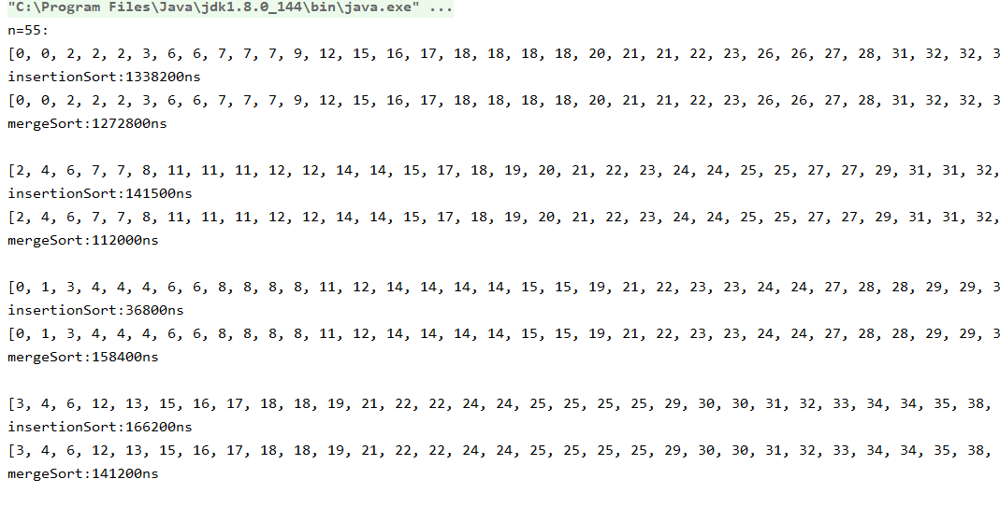 "C:\Program Files\Java\jdk1.8.0_144\bin\java.exe" ...
n=55:
[0, 0, 2, 2, 2, 3, 6, 6, 7, 7, 7, 9, 12, 15, 16, 17, 18, 18, 18, 18, 20, 21, 21, 22, 23, 26, 26, 27, 28, 31, 32, 32, 3
insertionSort:1338200ns
[0, 0, 2, 2, 2, 3, 6, 6, 7, 7, 7, 9, 12, 15, 16, 17, 18, 18, 18, 18, 20, 21, 21, 22, 23, 26, 26, 27, 28, 31, 32, 32, 3
mergeSort:1272800ns
[2, 4, 6, 7, 7, 8, 11, 11, 11, 12, 12, 14, 14, 15, 17, 18, 19, 20, 21, 22, 23, 24, 24, 25, 25, 27, 27, 29, 31, 31, 32,
insertionSort:141500ns
[2, 4, 6, 7, 7, 8, 11, 11, 11, 12, 12, 14, 14, 15, 17, 18, 19, 20, 21, 22, 23, 24, 24, 25, 25, 27, 27, 29, 31, 31, 32,
mergeSort:112000ns
[0, 1, 3, 4, 4, 4, 6, 6, 8, 8, 8, 8, 11, 12, 14, 14, 14, 14, 15, 15, 19, 21, 22, 23, 23, 24, 24, 27, 28, 28, 29, 29, 3
insertionSort:36800ns
[0, 1, 3, 4, 4, 4, 6, 6, 8, 8, 8, 8, 11, 12, 14, 14, 14, 14, 15, 15, 19, 21, 22, 23, 23, 24, 24, 27, 28, 28, 29, 29, 3
mergeSort:158400ns
[3, 4, 6, 12, 13, 15, 16, 17, 18, 18, 19, 21, 22, 22, 24, 24, 25, 25, 25, 25, 29, 30, 30, 31, 32, 33, 34, 34, 35, 38,
insertionSort:166200ns
[3, 4, 6, 12, 13, 15, 16, 17, 18, 18, 19, 21, 22, 22, 24, 24, 25, 25, 25, 25, 29, 30, 30, 31, 32, 33, 34, 34, 35, 38,
mergeSort:141200ns